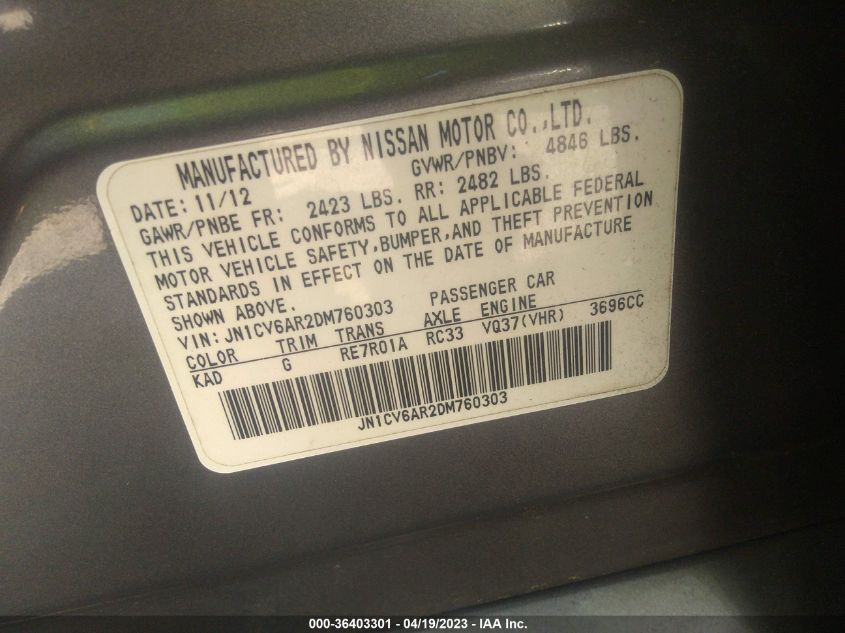 MANUFACTURED BY NISSAN MOTOR CO.,LTD.
DATE: 11/12 GVWR/PNBV: 4846 LBS.
GAWR/PNBE FR: 2423 LBS. RR: 2482 LBS.
THIS VEHICLE CONFORMS TO ALL APPLICABLE FEDERAL
MOTOR VEHICLE SAFETY,BUMPER,AND THEFT PREVENTION
STANDARDS IN EFFECT ON THE DATE OF MANUFACTURE
SHOWN ABOVE.
VIN: JN1CV6AR2DM760303 PASSENGER CAR
COLOR TRIM TRANS AXLE ENGINE
KAD G RE7R01A RC33 VQ37(VHR) 3696CC
JN1CV6AR2DM760303
000-36403301 - 04/19/2023 - IAA Inc.